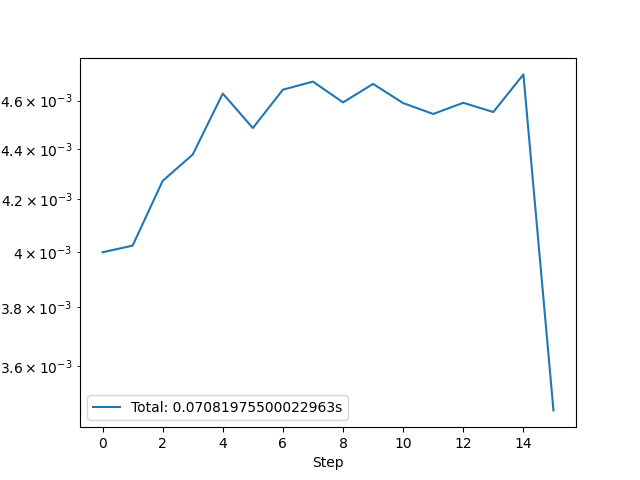 4.6 × 10⁻³
4.4 × 10⁻³
4.2 × 10⁻³
4 × 10⁻³
3.8 × 10⁻³
3.6 × 10⁻³
Total: 0.07081975500022963s
0 2 4 6 8 10 12 14
Step